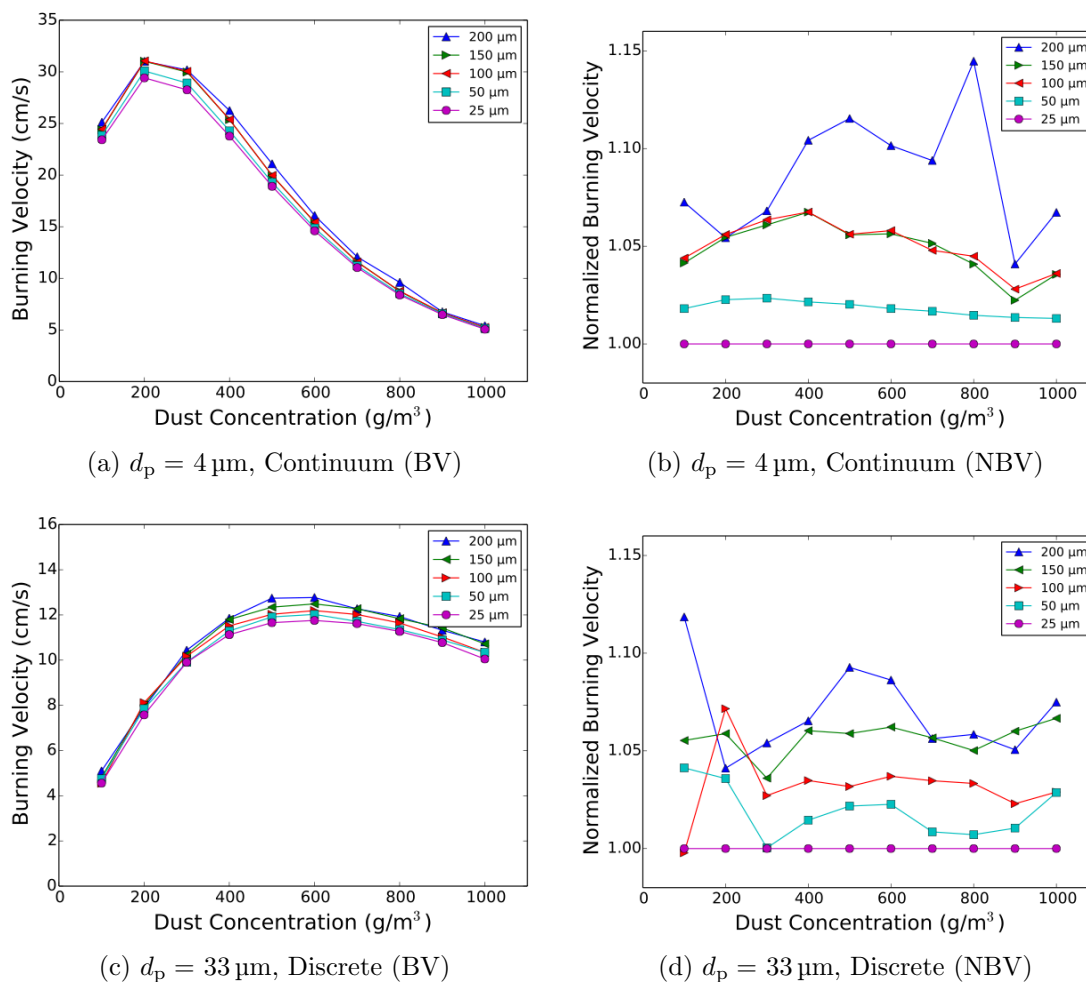 35
30
25
20
15
10
5
0
Burning Velocity (cm/s)
200 µm
150 µm
100 µm
50 µm
25 µm
0 200 400 600 800 1000
Dust Concentration (g/m³)
(a) dₚ = 4 µm, Continuum (BV)
1.15
1.10
1.05
1.00
Normalized Burning Velocity
200 µm
150 µm
100 µm
50 µm
25 µm
0 200 400 600 800 1000
Dust Concentration (g/m³)
(b) dₚ = 4 µm, Continuum (NBV)
16
14
12
10
8
6
4
2
0
Burning Velocity (cm/s)
200 µm
150 µm
100 µm
50 µm
25 µm
0 200 400 600 800 1000
Dust Concentration (g/m³)
(c) dₚ = 33 µm, Discrete (BV)
1.15
1.10
1.05
1.00
Normalized Burning Velocity
200 µm
150 µm
100 µm
50 µm
25 µm
0 200 400 600 800 1000
Dust Concentration (g/m³)
(d) dₚ = 33 µm, Discrete (NBV)